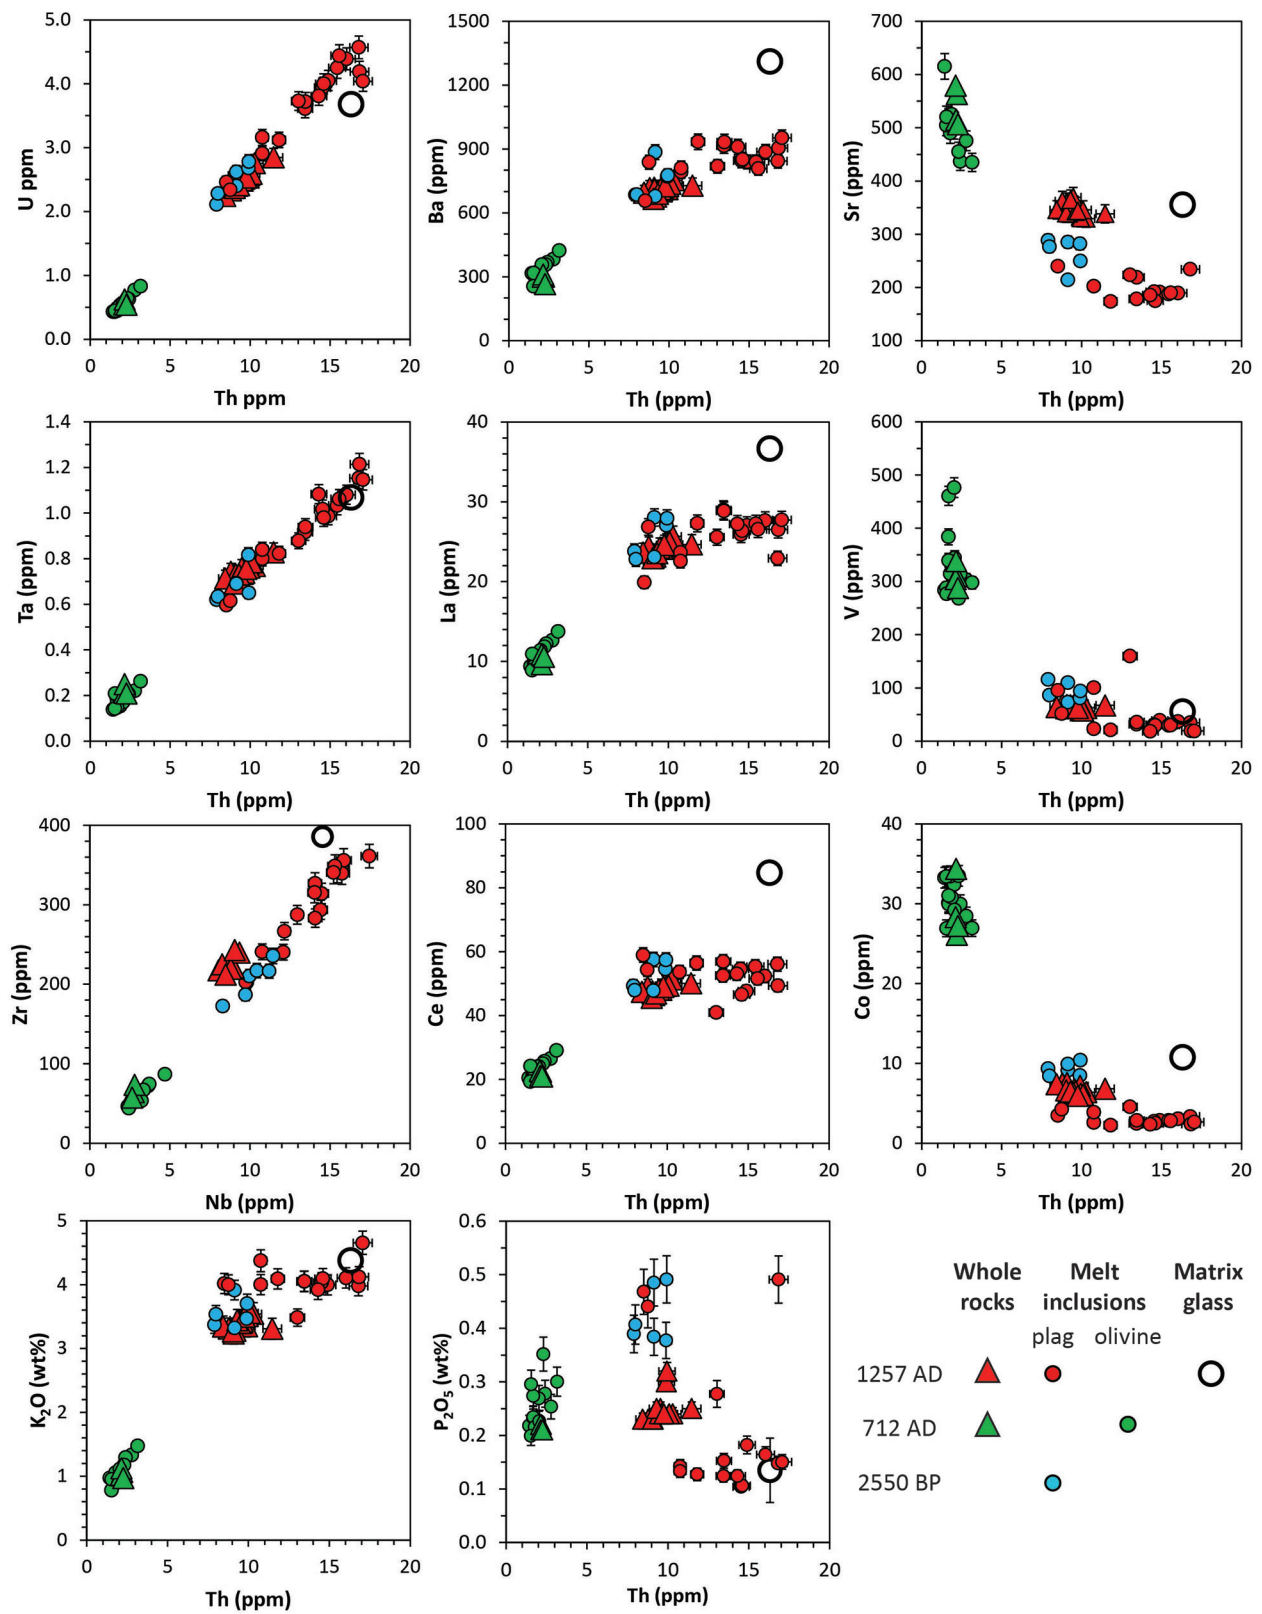 5.0
4.0
3.0
2.0
1.0
0.0
U ppm
0 5 10 15 20
Th ppm
1500
1200
900
600
300
0
Ba (ppm)
0 5 10 15 20
Th (ppm)
700
600
500
400
300
200
100
Sr (ppm)
0 5 10 15 20
Th (ppm)
1.4
1.2
1.0
0.8
0.6
0.4
0.2
0.0
Ta (ppm)
0 5 10 15 20
Th (ppm)
40
30
20
10
0
La (ppm)
0 5 10 15 20
Th (ppm)
600
500
400
300
200
100
0
V (ppm)
0 5 10 15 20
Th (ppm)
400
300
200
100
0
Zr (ppm)
0 5 10 15 20
Nb (ppm)
100
80
60
40
20
0
Ce (ppm)
0 5 10 15 20
Th (ppm)
40
30
20
10
0
Co (ppm)
0 5 10 15 20
Th (ppm)
5
4
3
2
1
0
K₂O (wt%)
0 5 10 15 20
Th (ppm)
0.6
0.5
0.4
0.3
0.2
0.1
0.0
P₂O₅ (wt%)
0 5 10 15 20
Th (ppm)
Whole Melt Matrix
rocks inclusions glass
plag olivine
1257 AD
712 AD
2550 BP